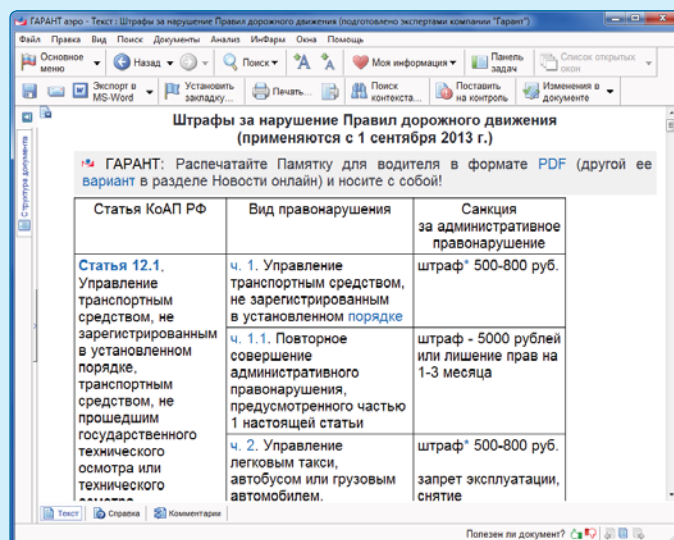 ГАРАНТ аэро - Текст : Штрафы за нарушение Правил дорожного движения (подготовлено экспертами компании "Гарант")
Файл Правка Вид Поиск Документы Анализ ИнФарм Окна Помощь
Основное меню Назад Поиск Моя информация Панель задач Список открытых окон
Экспорт в MS-Word Установить закладку... Печать... Поиск контекста... Поставить на контроль Изменения в документе
Структура документа
Штрафы за нарушение Правил дорожного движения
(применяются с 1 сентября 2013 г.)
ГАРАНТ: Распечатайте Памятку для водителя в формате PDF (другой ее
вариант в разделе Новости онлайн) и носите с собой!
Статья КоАП РФ
Вид правонарушения
Санкция
за административное
правонарушение
Статья 12.1.
Управление
транспортным
средством, не
зарегистрированным
в установленном
порядке,
транспортным
средством, не
прошедшим
государственного
технического
осмотра или
технического
осмотра
ч. 1. Управление
транспортным средством,
не зарегистрированным
в установленном порядке
штраф* 500-800 руб.
ч. 1.1. Повторное
совершение
административного
правонарушения,
предусмотренного частью
1 настоящей статьи
штраф - 5000 рублей
или лишение прав на
1-3 месяца
ч. 2. Управление
легковым такси,
автобусом или грузовым
автомобилем,
штраф* 500-800 руб.
запрет эксплуатации,
снятие
Текст Справка Комментарии
Полезен ли документ?